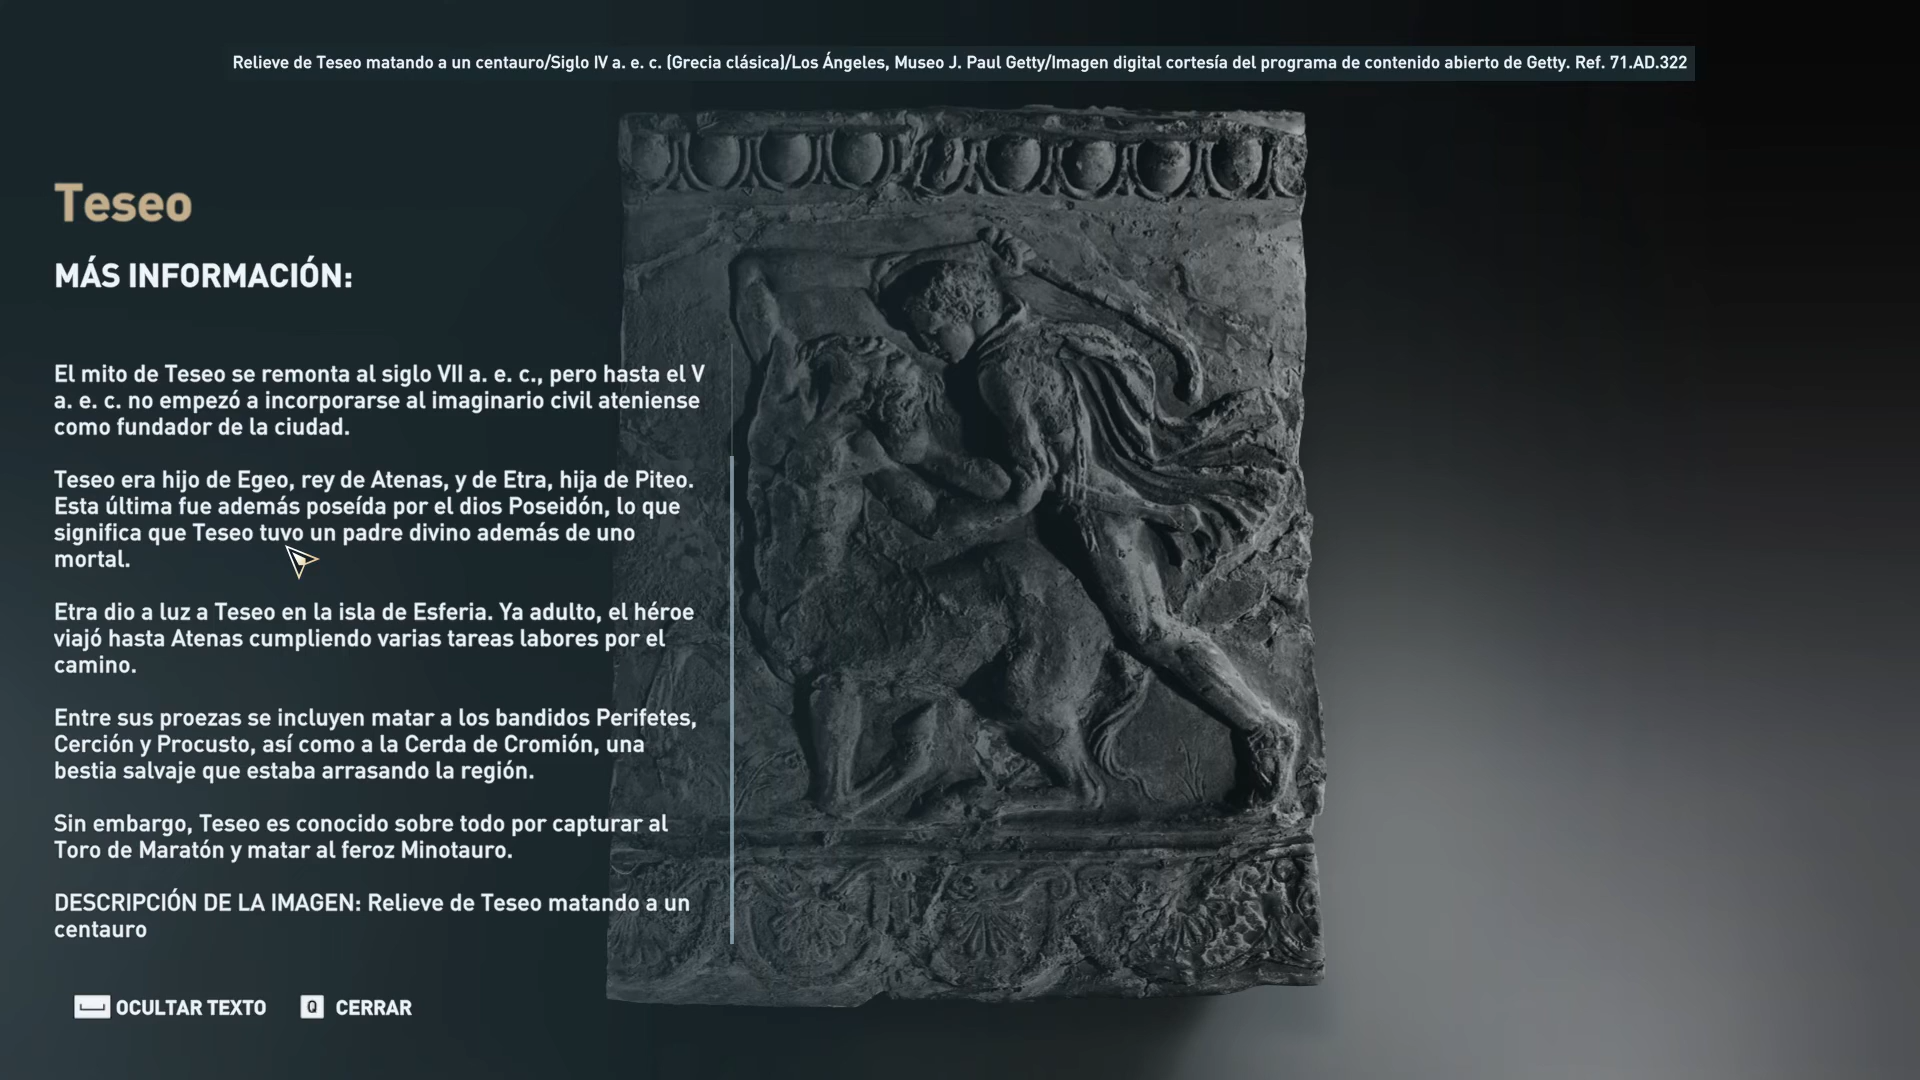 Relieve de Teseo matando a un centauro/Siglo IV a. e. c. (Grecia clásica)/Los Ángeles, Museo J. Paul Getty/Imagen digital cortesía del programa de contenido abierto de Getty. Ref. 71.AD.322
Teseo
MÁS INFORMACIÓN:
El mito de Teseo se remonta al siglo VII a. e. c., pero hasta el V
a. e. c. no empezó a incorporarse al imaginario civil ateniense
como fundador de la ciudad.
Teseo era hijo de Egeo, rey de Atenas, y de Etra, hija de Piteo.
Esta última fue además poseída por el dios Poseidón, lo que
significa que Teseo tuvo un padre divino además de uno
mortal.
Etra dio a luz a Teseo en la isla de Esferia. Ya adulto, el héroe
viajó hasta Atenas cumpliendo varias tareas labores por el
camino.
Entre sus proezas se incluyen matar a los bandidos Perifetes,
Cerción y Procusto, así como a la Cerda de Cromión, una
bestia salvaje que estaba arrasando la región.
Sin embargo, Teseo es conocido sobre todo por capturar al
Toro de Maratón y matar al feroz Minotauro.
DESCRIPCIÓN DE LA IMAGEN: Relieve de Teseo matando a un
centauro
OCULTAR TEXTO Q CERRAR